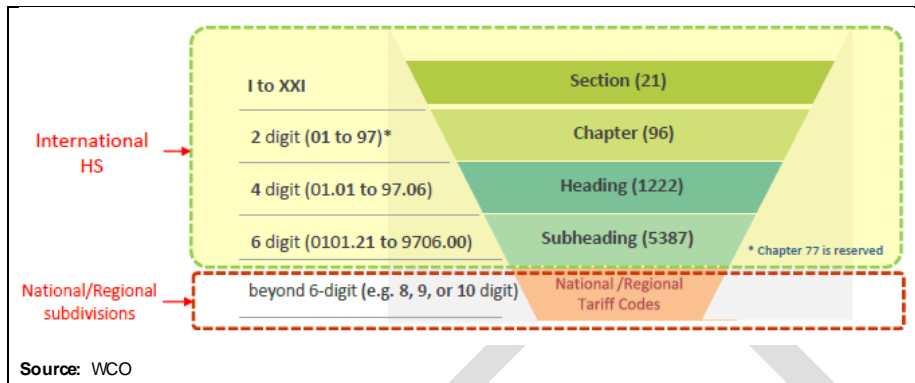 I to XXI
Section (21)
2 digit (01 to 97)*
Chapter (96)
International
HS
4 digit (01.01 to 97.06)
Heading (1222)
6 digit (0101.21 to 9706.00)
Subheading (5387)
* Chapter 77 is reserved
National/Regional
subdivisions
beyond 6-digit (e.g. 8, 9, or 10 digit)
National /Regional
Tariff Codes
Source: WCO